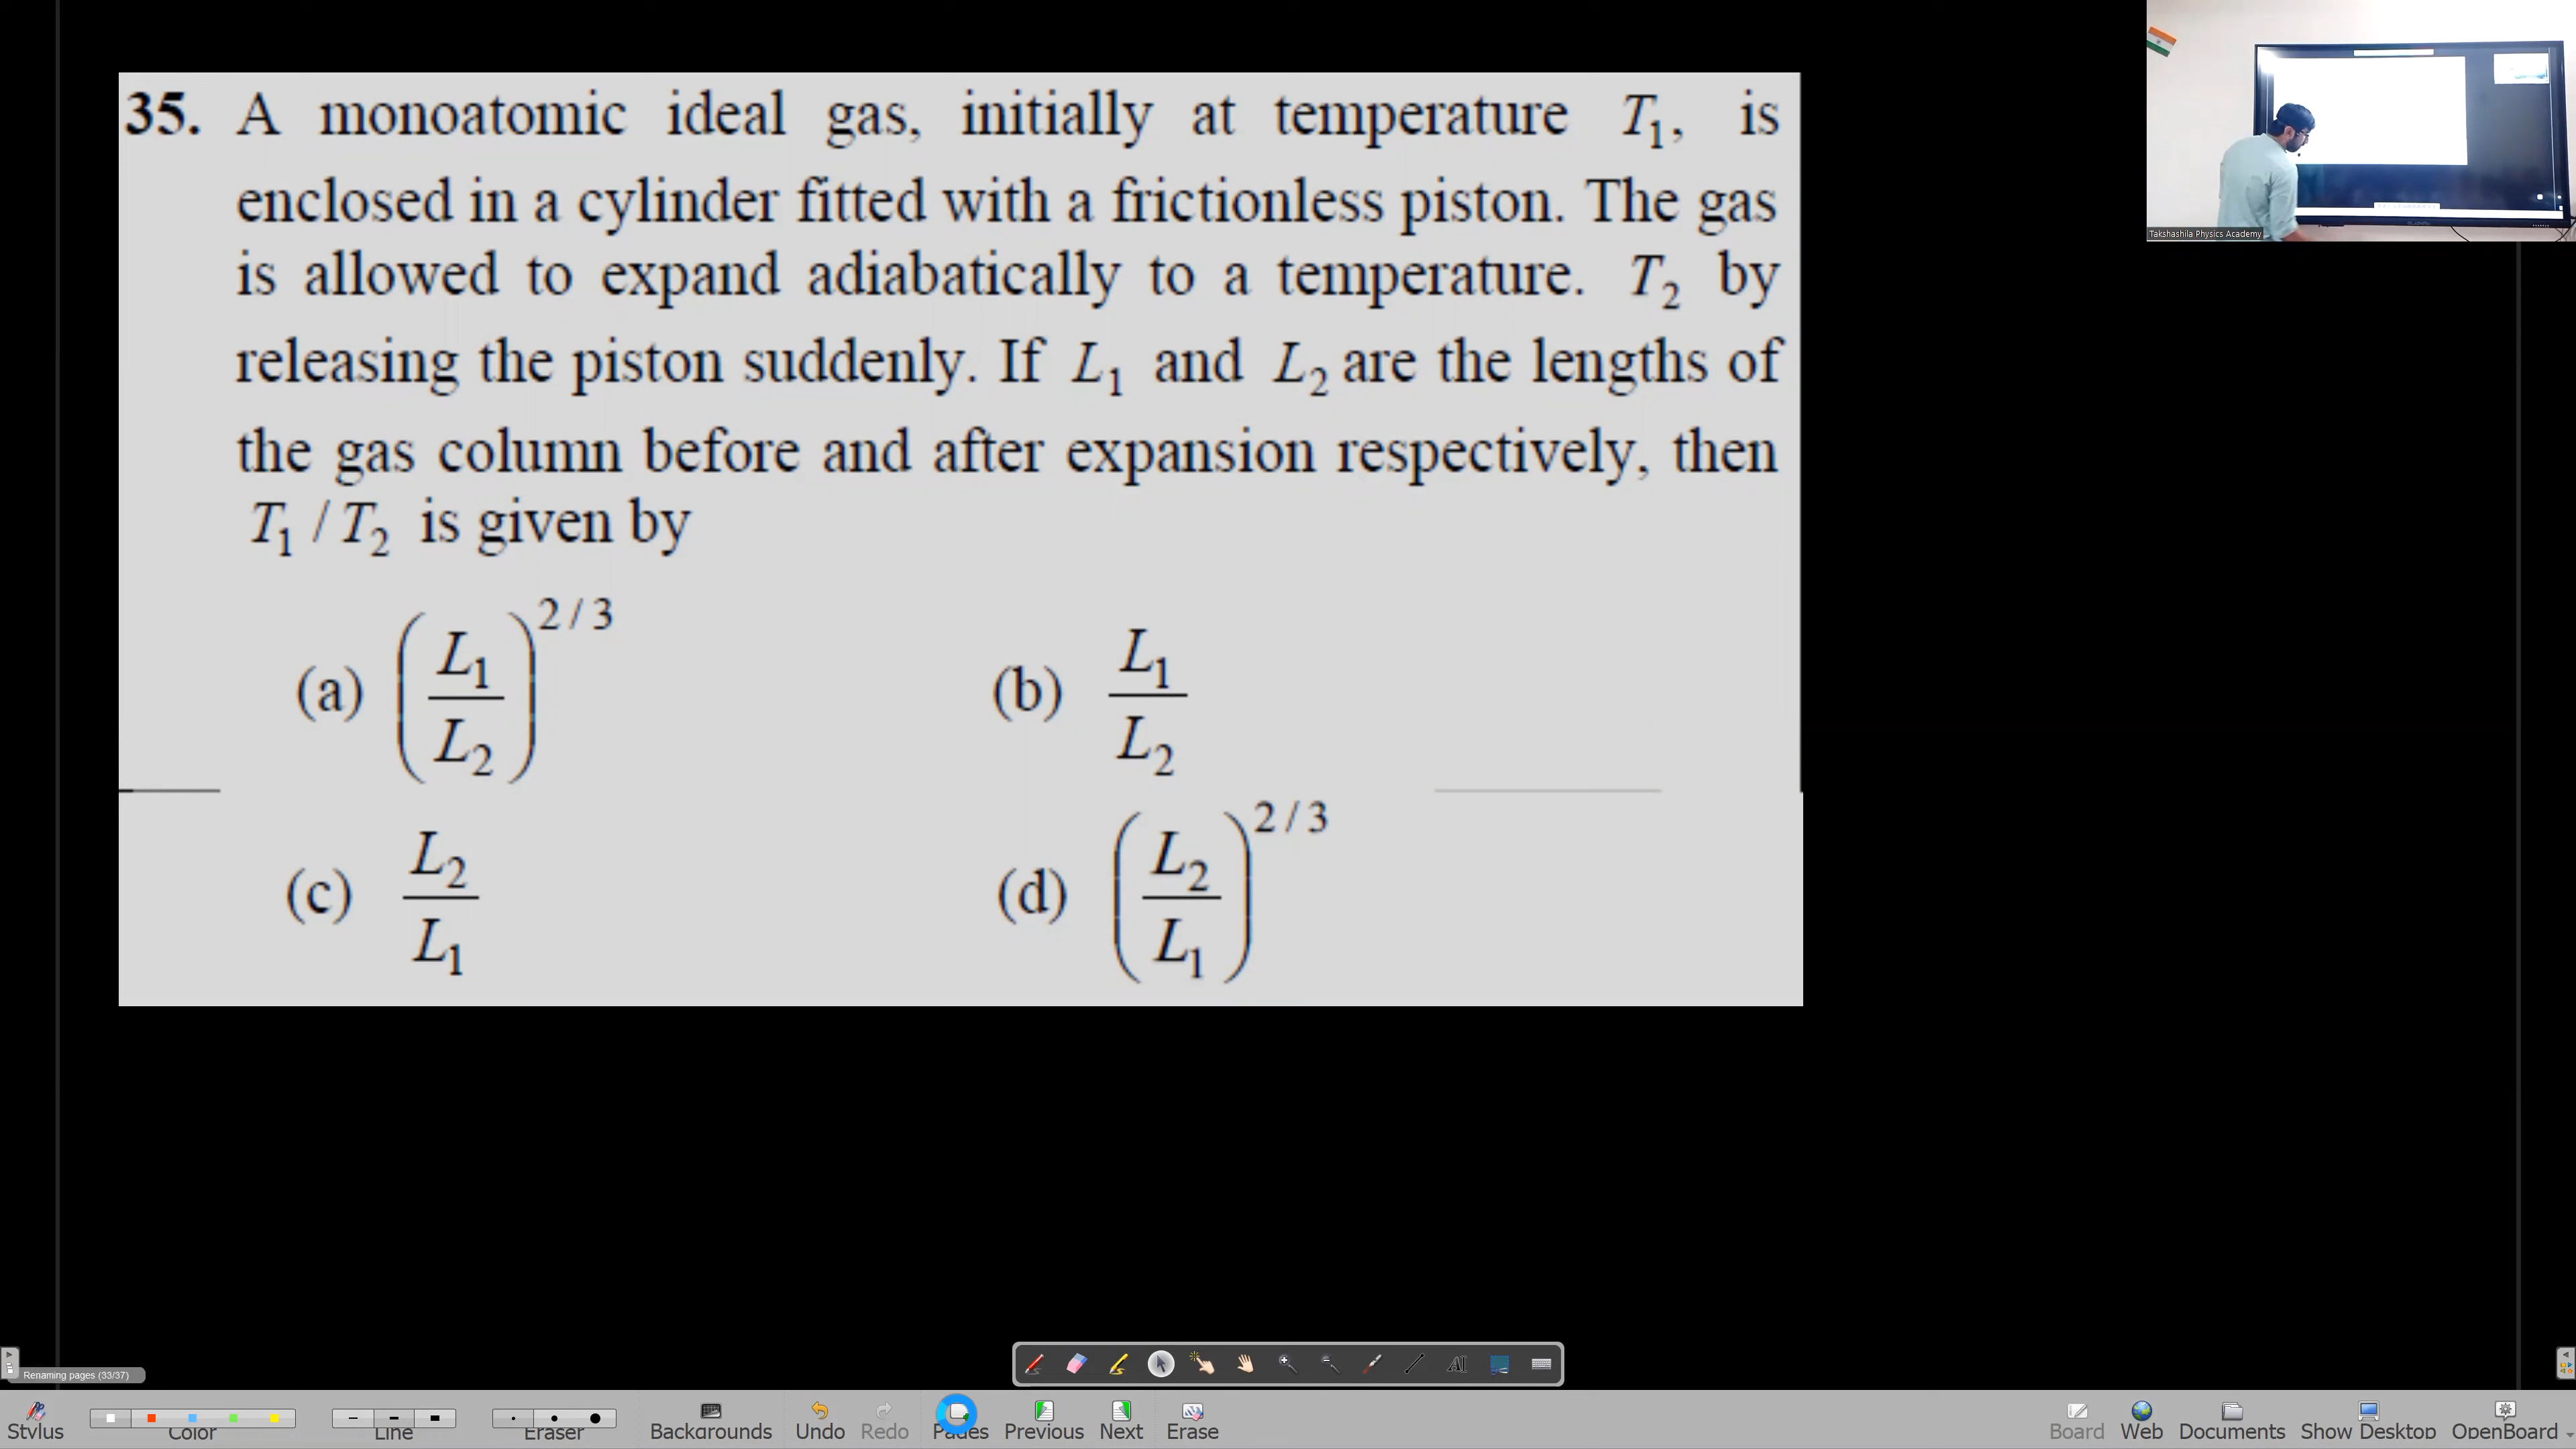 35. A monoatomic ideal gas, initially at temperature T₁, is
enclosed in a cylinder fitted with a frictionless piston. The gas
is allowed to expand adiabatically to a temperature. T₂ by
releasing the piston suddenly. If L₁ and L₂ are the lengths of
the gas column before and after expansion respectively, then
T₁ / T₂ is given by
(a) (L₁/L₂)^2/3 (b) L₁/L₂
(c) L₂/L₁ (d) (L₂/L₁)^2/3
Takshashila Physics Academy
Renaming pages (33/37)
Stylus Color Line Eraser Backgrounds Undo Redo Pages Previous Next Erase Board Web Documents Show Desktop OpenBoard